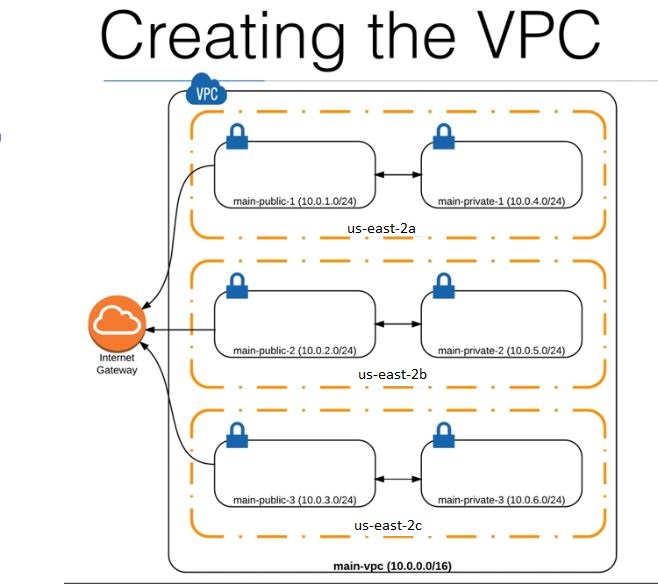 Creating the VPC
VPC
main-public-1 (10.0.1.0/24)
main-private-1 (10.0.4.0/24)
us-east-2a
main-public-2 (10.0.2.0/24)
main-private-2 (10.0.5.0/24)
us-east-2b
Internet
Gateway
main-public-3 (10.0.3.0/24)
main-private-3 (10.0.6.0/24)
us-east-2c
main-vpc (10.0.0.0/16)